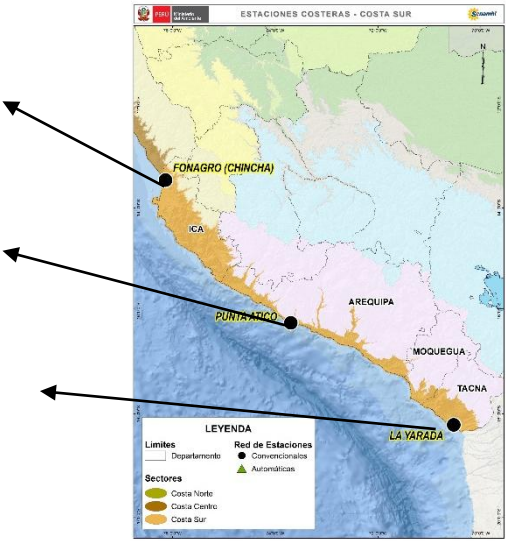 PERÚ
Ministerio
del Ambiente
ESTACIONES COSTERAS - COSTA SUR
Senamhi
N
FONAGRO (CHINCHA)
ICA
AREQUIPA
PUNTA ATICO
MOQUEGUA
TACNA
LA YARADA
LEYENDA
Limites
Departamento
Red de Estaciones
Convencionales
Automáticas
Sectores
Costa Norte
Costa Centro
Costa Sur